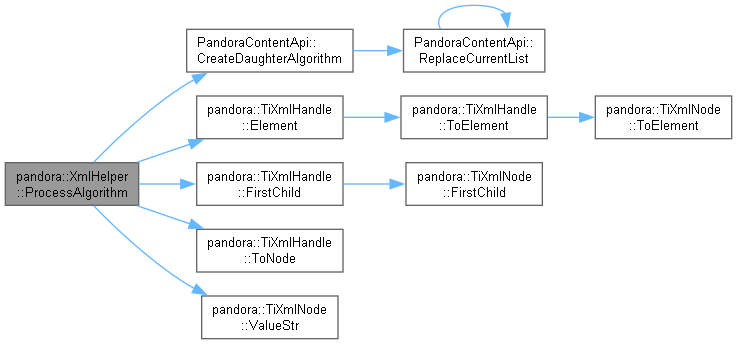 PandoraContentApi::
CreateDaughterAlgorithm
PandoraContentApi::
ReplaceCurrentList
pandora::TiXmlHandle
::Element
pandora::TiXmlHandle
::ToElement
pandora::TiXmlNode
::ToElement
pandora::XmlHelper
::ProcessAlgorithm
pandora::TiXmlHandle
::FirstChild
pandora::TiXmlNode
::FirstChild
pandora::TiXmlHandle
::ToNode
pandora::TiXmlNode
::ValueStr